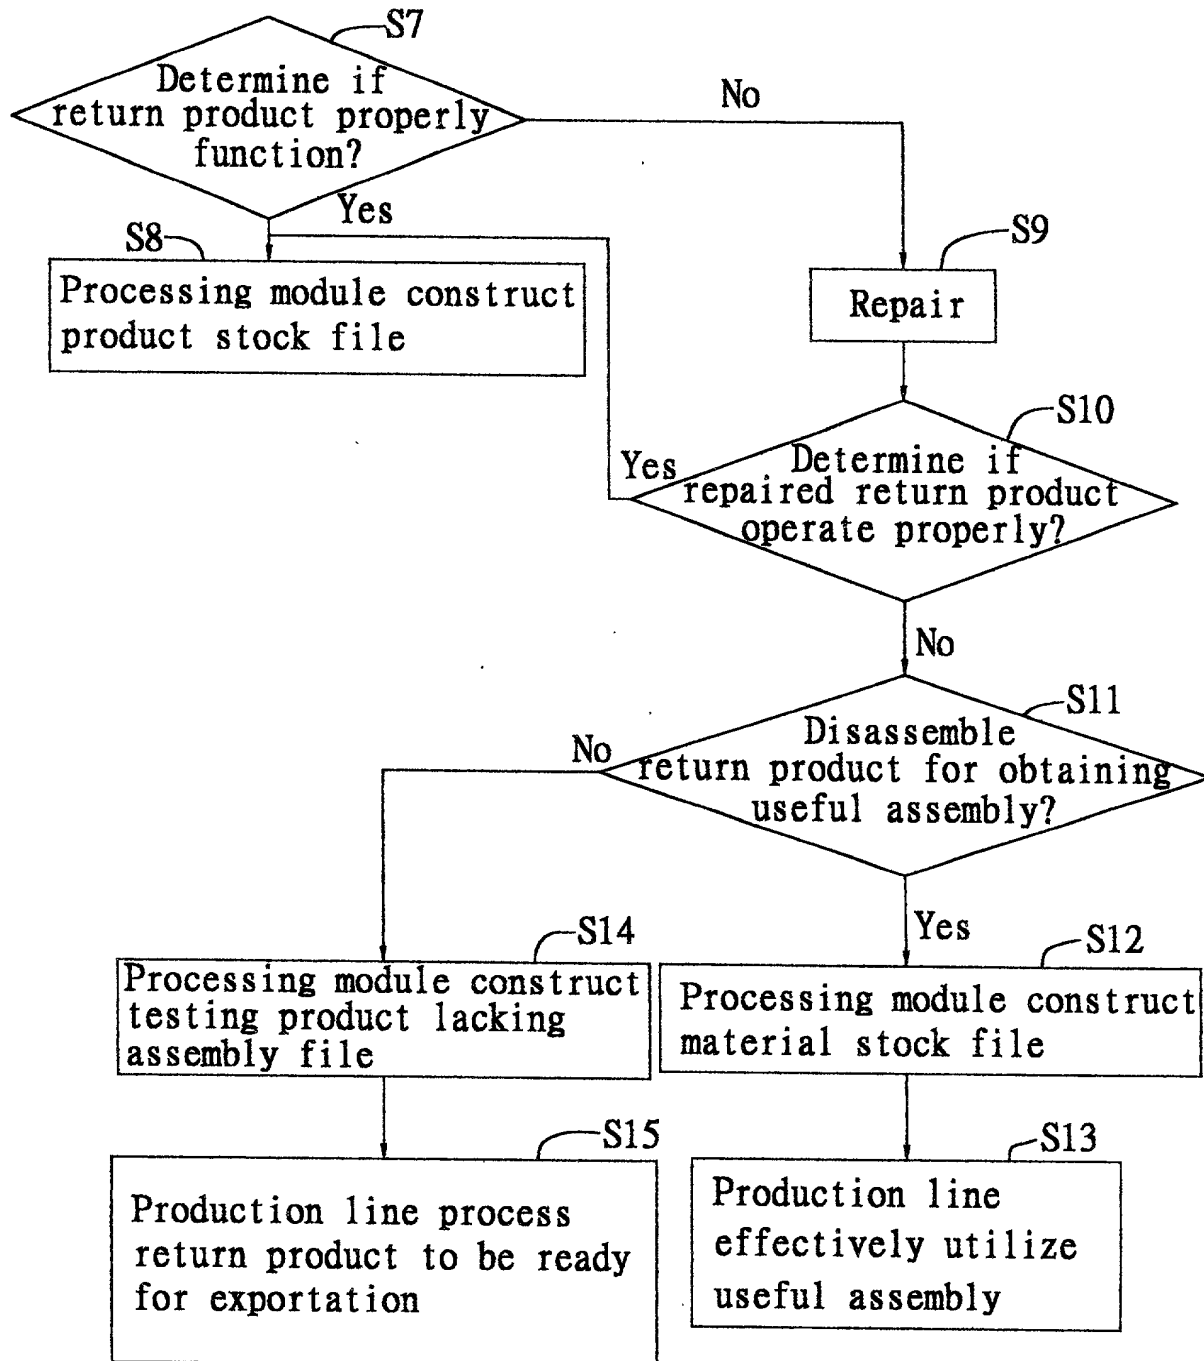 S7
Determine if
return product properly
function?
No
Yes
S8
Processing module construct
product stock file
S9
Repair
S10
Yes
Determine if
repaired return product
operate properly?
No
S11
No
Disassemble
return product for obtaining
useful assembly?
Yes
S14
Processing module construct
testing product lacking
assembly file
S12
Processing module construct
material stock file
S15
Production line process
return product to be ready
for exportation
S13
Production line
effectively utilize
useful assembly